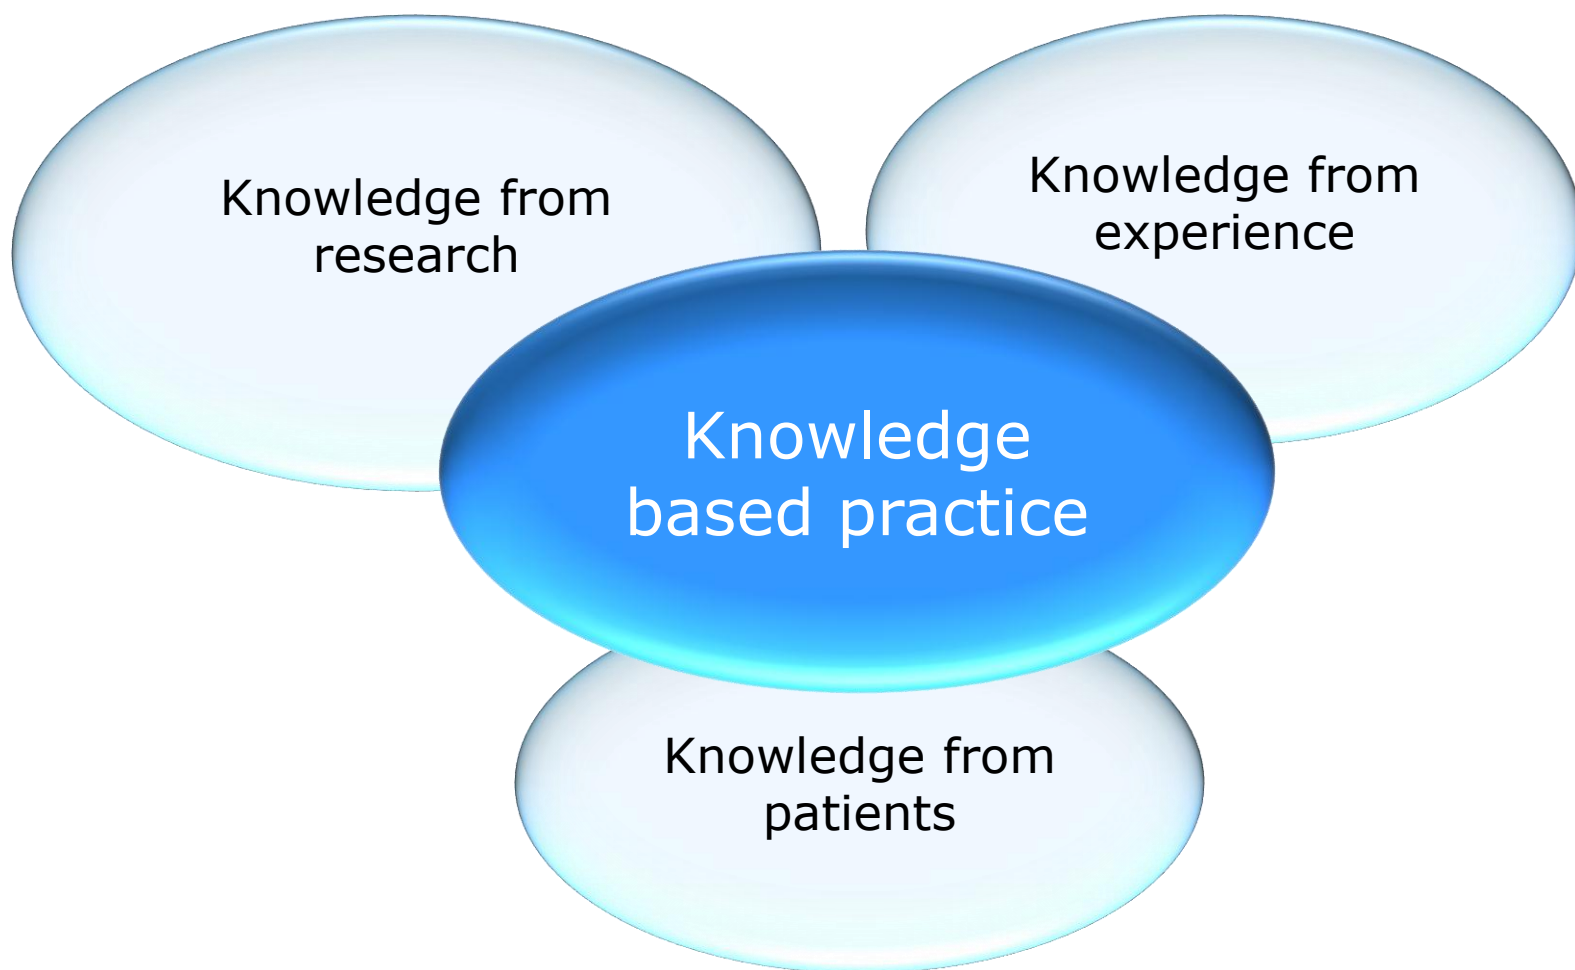 Knowledge from
research
Knowledge from
experience
Knowledge
based practice
Knowledge from
patients